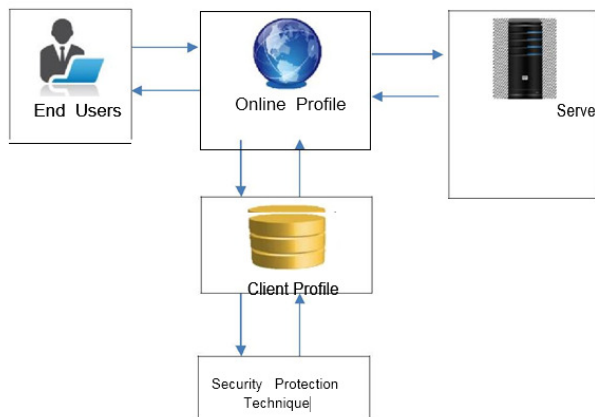 End Users
Online Profile
Serve
Client Profile
Security Protection
Technique